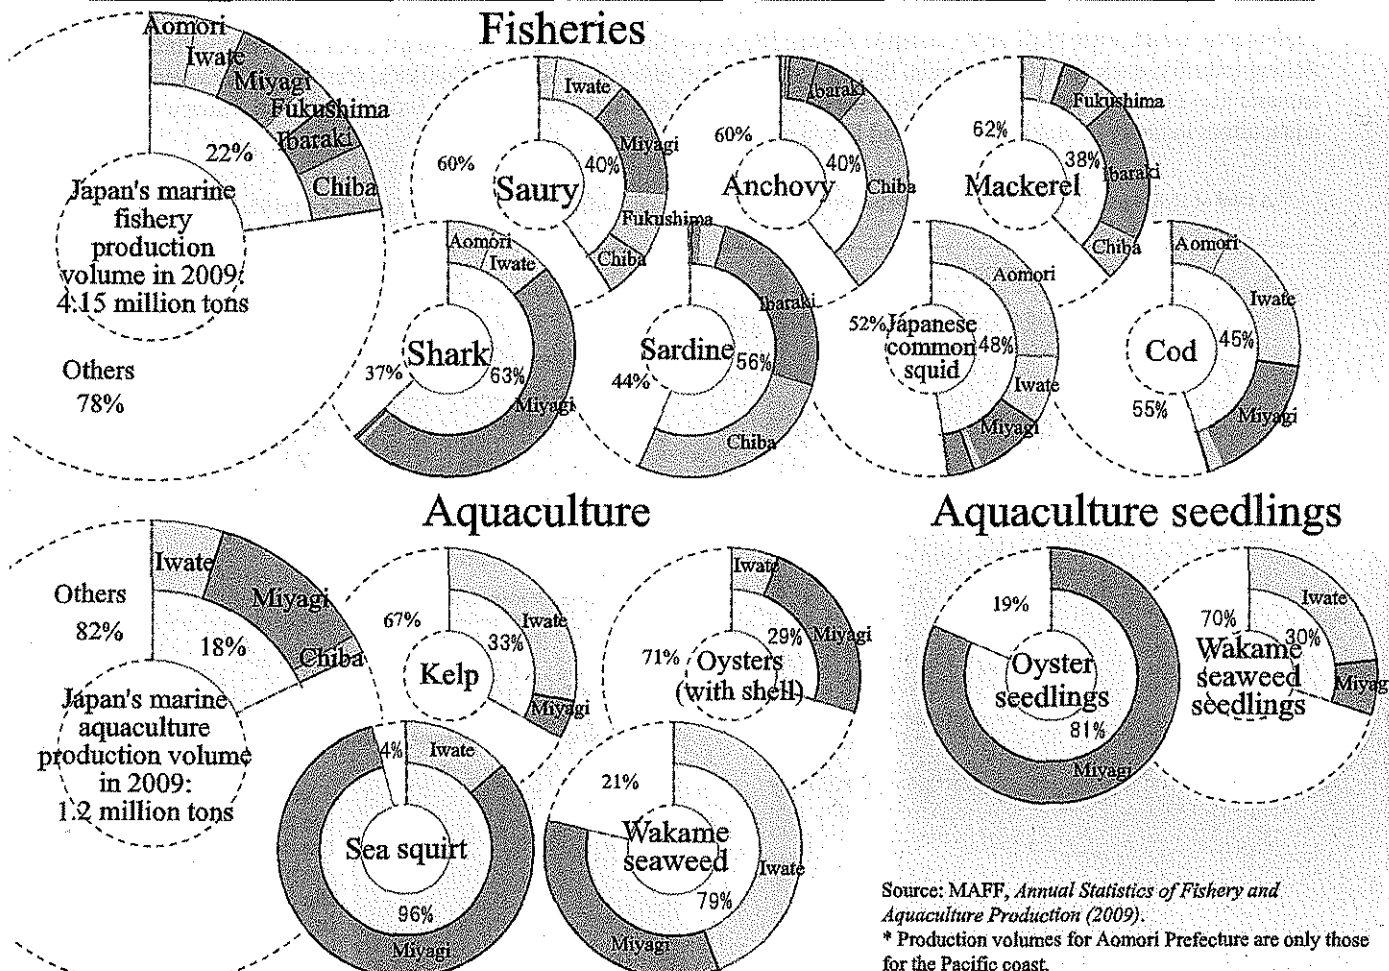 Fisheries
Aomori
Iwate
Miyagi
Fukushima
Ibaraki
Chiba
22%
Japan's marine
fishery
production
volume in 2009:
4.15 million tons
Others
78%
Iwate
Miyagi
Fukushima
Chiba
60%
40%
Saury
Ibaraki
Chiba
60%
40%
Anchovy
Fukushima
Ibaraki
Chiba
62%
38%
Mackerel
Aomori
Iwate
Miyagi
37%
63%
Shark
Ibaraki
Chiba
44%
56%
Sardine
Aomori
Iwate
Miyagi
52%
48%
Japanese
common
squid
Aomori
Iwate
Miyagi
45%
55%
Cod
Aquaculture
Iwate
Miyagi
Chiba
Others
82%
18%
Japan's marine
aquaculture
production volume
in 2009:
1.2 million tons
Iwate
Miyagi
67%
33%
Kelp
Iwate
Miyagi
71%
29%
Oysters
(with shell)
4%
Iwate
Sea squirt
96%
Miyagi
21%
Wakame
seaweed
Iwate
79%
Miyagi
Aquaculture seedlings
19%
Oyster
seedlings
81%
Miyagi
Iwate
70%
30%
Wakame
seaweed
seedlings
Miyagi
Source: MAFF, Annual Statistics of Fishery and
Aquaculture Production (2009).
* Production volumes for Aomori Prefecture are only those
for the Pacific coast.